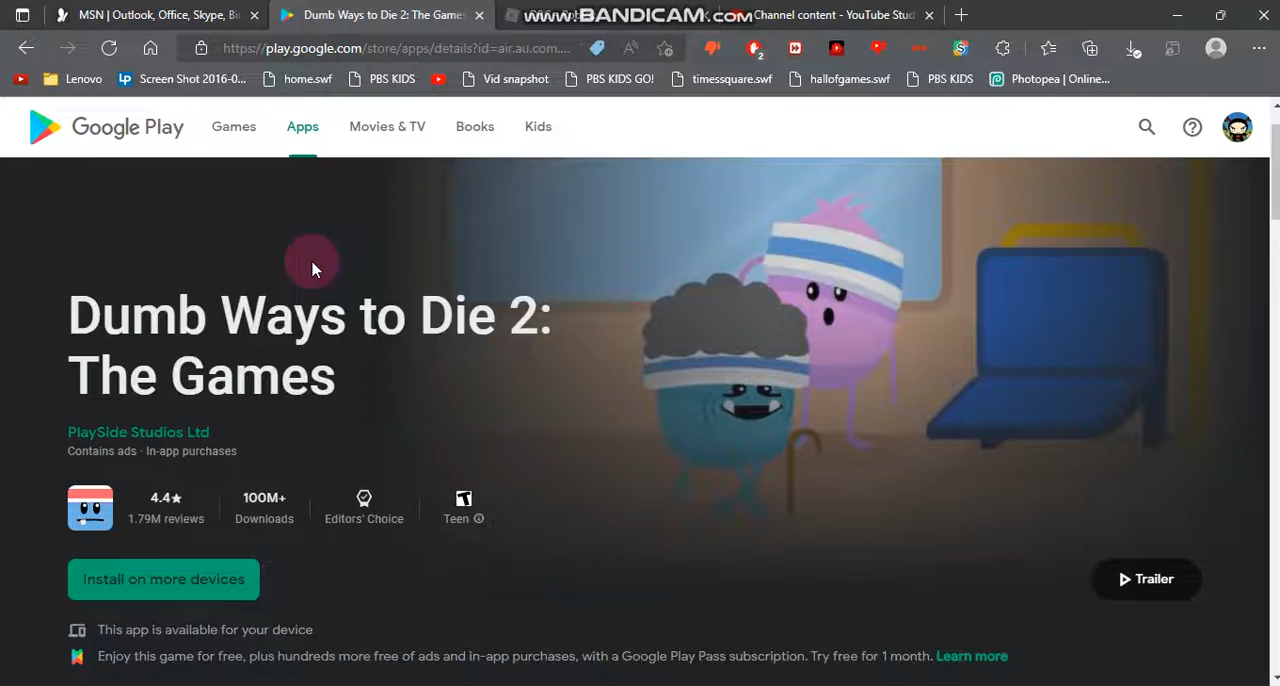 MSN | Outlook, Office, Skype, Bi
Dumb Ways to Die 2: The Games
www.BANDICAM.com
Channel content - YouTube Stud
https://play.google.com/store/apps/details?id=air.au.com....
2
Lenovo
Screen Shot 2016-0...
home.swf
PBS KIDS
Vid snapshot
PBS KIDS GO!
timessquare.swf
hallofgames.swf
PBS KIDS
Photopea | Online...
Google Play
Games
Apps
Movies & TV
Books
Kids
Dumb Ways to Die 2:
The Games
PlaySide Studios Ltd
Contains ads · In-app purchases
4.4★
100M+
T
1.79M reviews
Downloads
Editors' Choice
Teen
Install on more devices
Trailer
This app is available for your device
Enjoy this game for free, plus hundreds more free of ads and in-app purchases, with a Google Play Pass subscription. Try free for 1 month. Learn more